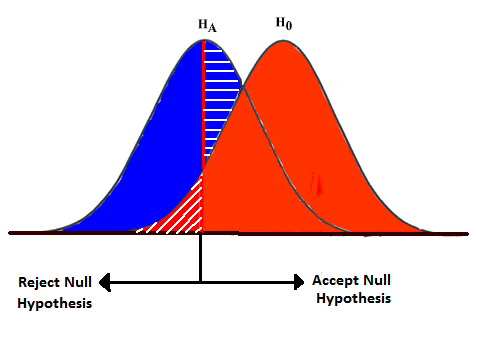 HA
H0
Reject Null
Hypothesis
Accept Null
Hypothesis